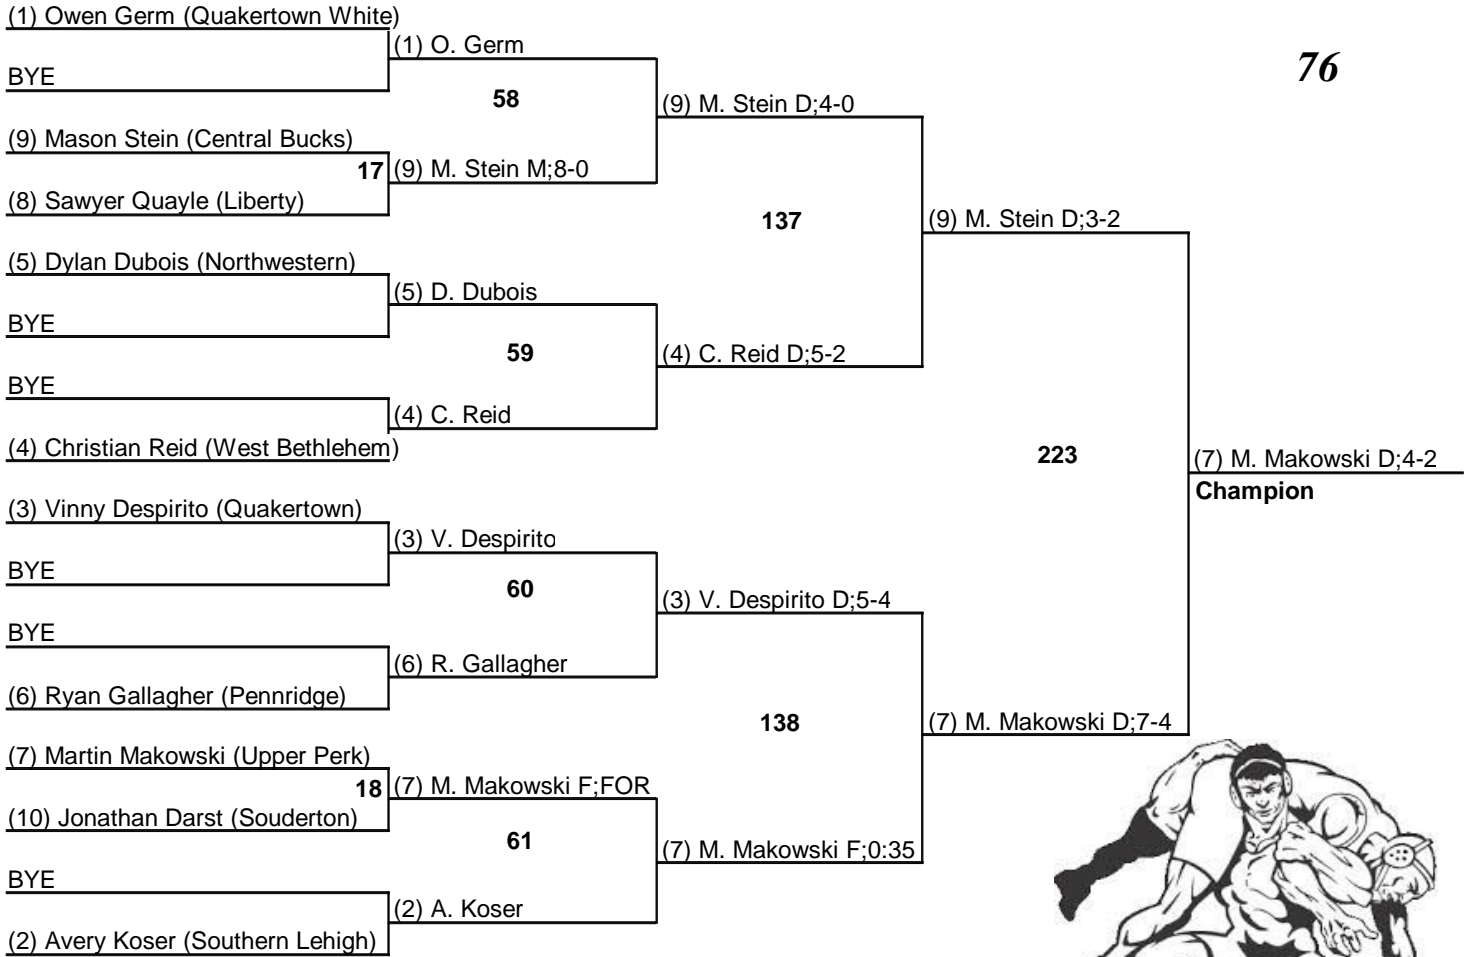 (1) Owen Germ (Quakertown White)
(1) O. Germ
76
BYE
58
(9) M. Stein D;4-0
(9) Mason Stein (Central Bucks)
17 (9) M. Stein M;8-0
(8) Sawyer Quayle (Liberty)
137
(9) M. Stein D;3-2
(5) Dylan Dubois (Northwestern)
(5) D. Dubois
BYE
59
(4) C. Reid D;5-2
BYE
(4) C. Reid
(4) Christian Reid (West Bethlehem)
223
(7) M. Makowski D;4-2
Champion
(3) Vinny Despirito (Quakertown)
(3) V. Despirito
BYE
60
(3) V. Despirito D;5-4
BYE
(6) R. Gallagher
(6) Ryan Gallagher (Pennridge)
138
(7) M. Makowski D;7-4
(7) Martin Makowski (Upper Perk)
18 (7) M. Makowski F;FOR
(10) Jonathan Darst (Souderton)
61
(7) M. Makowski F;0:35
BYE
(2) A. Koser
(2) Avery Koser (Southern Lehigh)